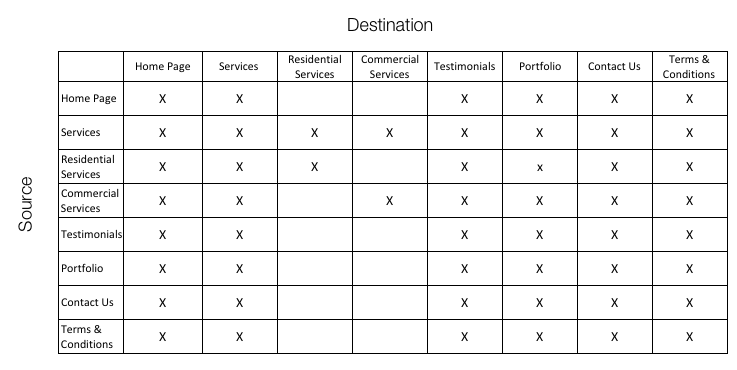 Destination
Home Page Services Residential Services Commercial Services Testimonials Portfolio Contact Us Terms & Conditions
Home Page X X X X X X
Services X X X X X X X X
Residential Services X X X X x X X
Commercial Services X X X X X X X
Testimonials X X X X X X
Portfolio X X X X X X
Contact Us X X X X X X
Terms & Conditions X X X X X X
Source